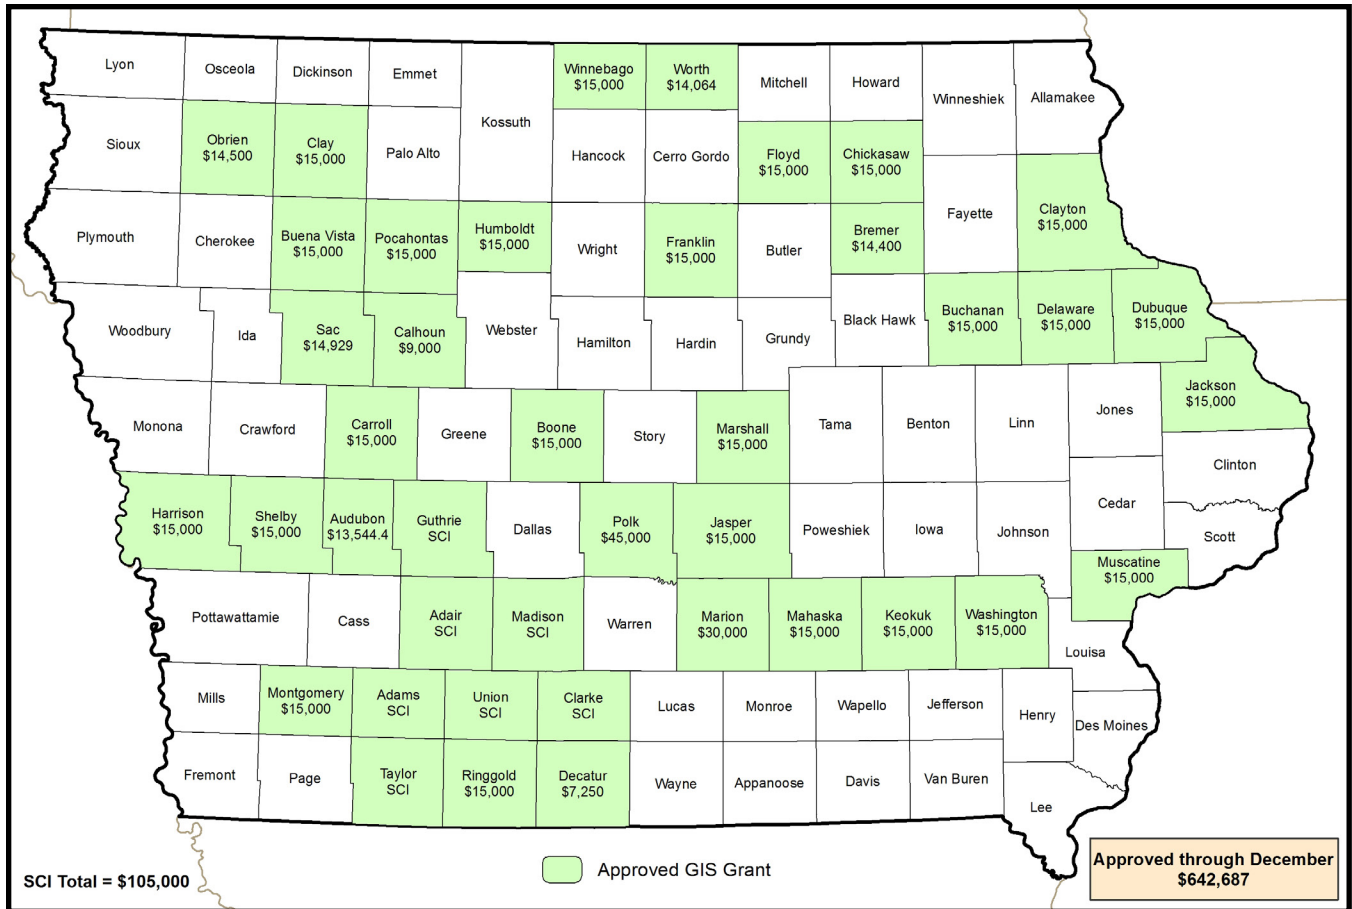 Lyon
Osceola
Dickinson
Emmet
Kossuth
Winnebago
$15,000
Worth
$14,064
Mitchell
Howard
Winneshiek
Allamakee
Sioux
Obrien
$14,500
Clay
$15,000
Palo Alto
Hancock
Cerro Gordo
Floyd
$15,000
Chickasaw
$15,000
Fayette
Clayton
$15,000
Plymouth
Cherokee
Buena Vista
$15,000
Pocahontas
$15,000
Humboldt
$15,000
Wright
Franklin
$15,000
Butler
Bremer
$14,400
Woodbury
Ida
Sac
$14,929
Calhoun
$9,000
Webster
Hamilton
Hardin
Grundy
Black Hawk
Buchanan
$15,000
Delaware
$15,000
Dubuque
$15,000
Jackson
$15,000
Monona
Crawford
Carroll
$15,000
Greene
Boone
$15,000
Story
Marshall
$15,000
Tama
Benton
Linn
Jones
Clinton
Harrison
$15,000
Shelby
$15,000
Audubon
$13,544.4
Guthrie
SCI
Dallas
Polk
$45,000
Jasper
$15,000
Poweshiek
Iowa
Johnson
Cedar
Scott
Muscatine
$15,000
Pottawattamie
Cass
Adair
SCI
Madison
SCI
Warren
Marion
$30,000
Mahaska
$15,000
Keokuk
$15,000
Washington
$15,000
Louisa
Mills
Montgomery
$15,000
Adams
SCI
Union
SCI
Clarke
SCI
Lucas
Monroe
Wapello
Jefferson
Henry
Des Moines
Fremont
Page
Taylor
SCI
Ringgold
$15,000
Decatur
$7,250
Wayne
Appanoose
Davis
Van Buren
Lee
SCI Total = $105,000
Approved GIS Grant
Approved through December
$642,687